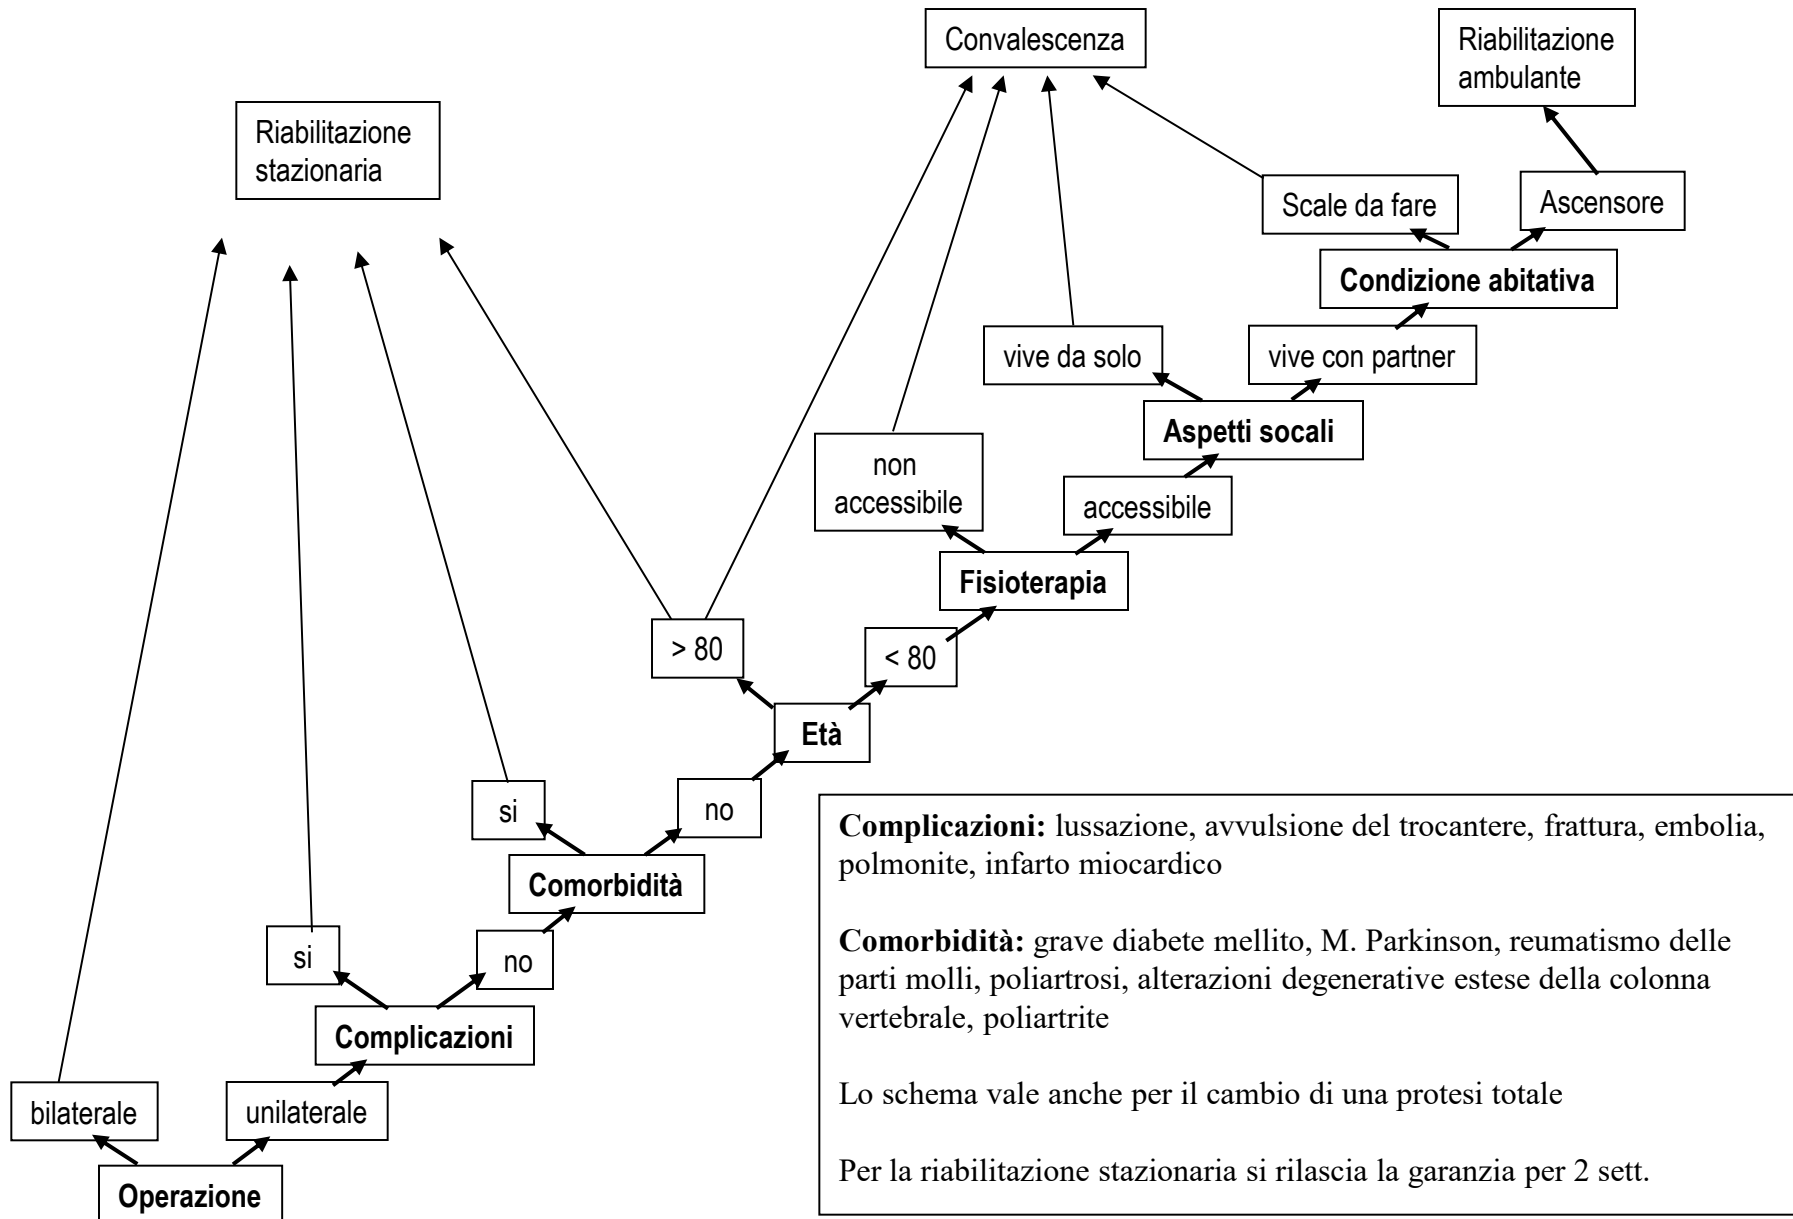 Convalescenza
Riabilitazione
ambulante
Riabilitazione
stazionaria
Scale da fare
Ascensore
Condizione abitativa
vive da solo
vive con partner
Aspetti socali
non
accessibile
accessibile
Fisioterapia
> 80
< 80
Età
si
no
Comorbidità
si
no
Complicazioni
bilaterale
unilaterale
Operazione
Complicazioni: lussazione, avvulsione del trocantere, frattura, embolia,
polmonite, infarto miocardico
Comorbidità: grave diabete mellito, M. Parkinson, reumatismo delle
parti molli, poliartrosi, alterazioni degenerative estese della colonna
vertebrale, poliartrite
Lo schema vale anche per il cambio di una protesi totale
Per la riabilitazione stazionaria si rilascia la garanzia per 2 sett.